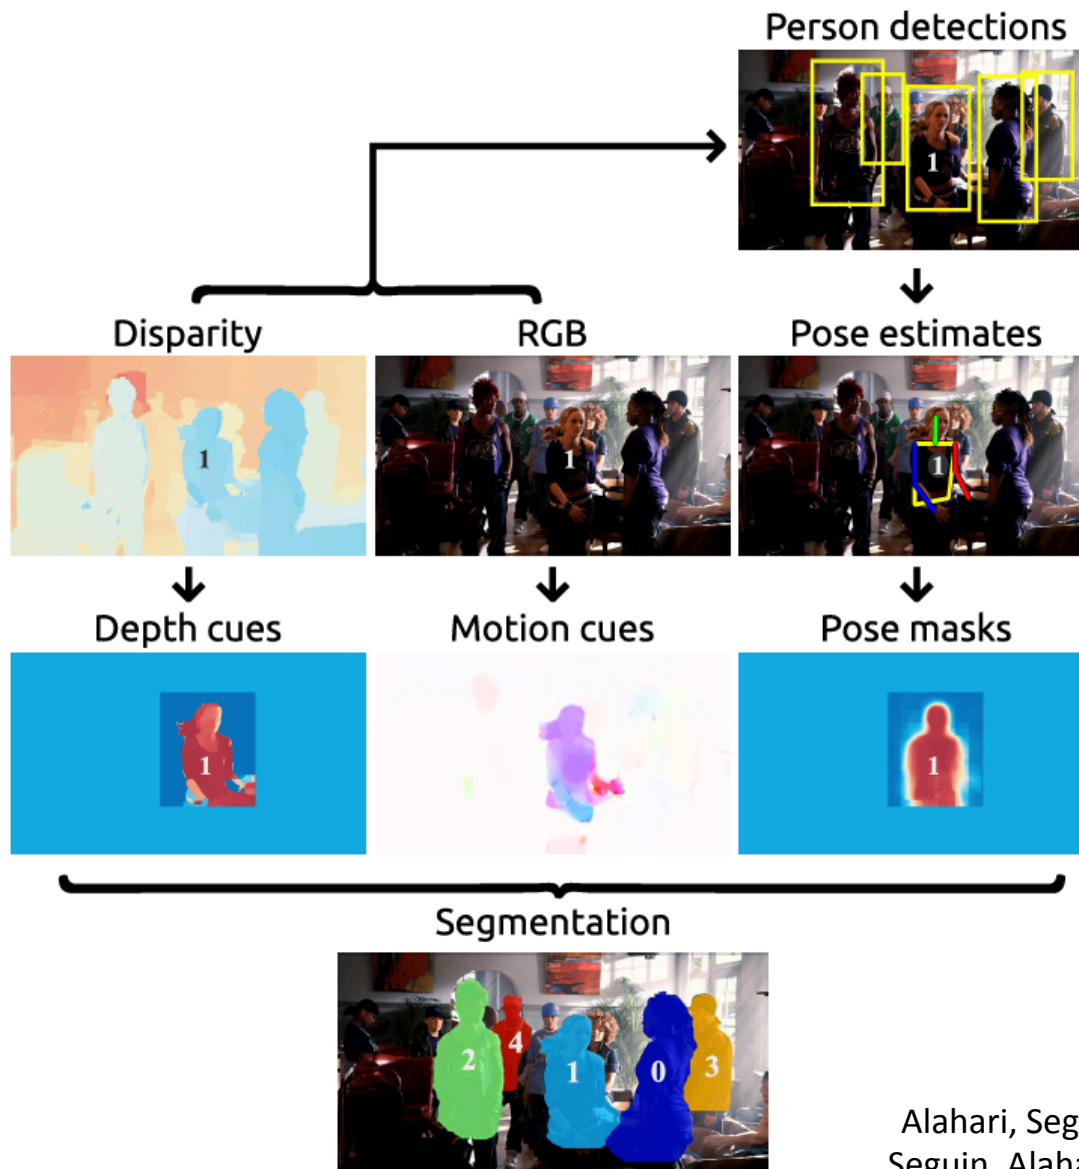 Person detections
1
Disparity
RGB
Pose estimates
1
1
1
Depth cues
Motion cues
Pose masks
1
1
Segmentation
2
4
1
0
3
Alahari, Seg
Seguin, Alaha